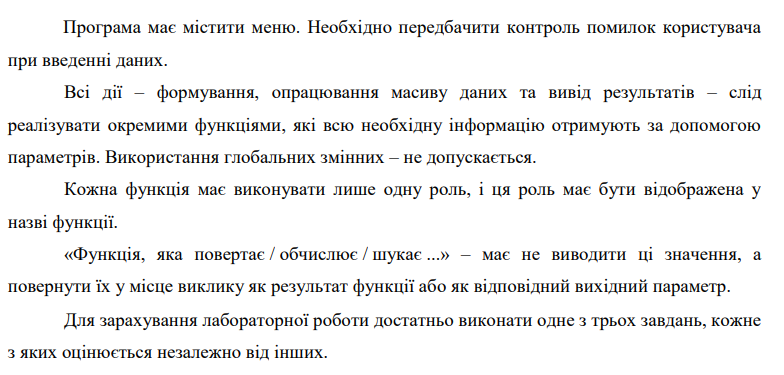 Програма має містити меню. Необхідно передбачити контроль помилок користувача
при введенні даних.
Всі дії – формування, опрацювання масиву даних та вивід результатів – слід
реалізувати окремими функціями, які всю необхідну інформацію отримують за допомогою
параметрів. Використання глобальних змінних – не допускається.
Кожна функція має виконувати лише одну роль, і ця роль має бути відображена у
назві функції.
«Функція, яка повертає / обчислює / шукає ...» – має не виводити ці значення, а
повернути їх у місце виклику як результат функції або як відповідний вихідний параметр.
Для зарахування лабораторної роботи достатньо виконати одне з трьох завдань, кожне
з яких оцінюється незалежно від інших.